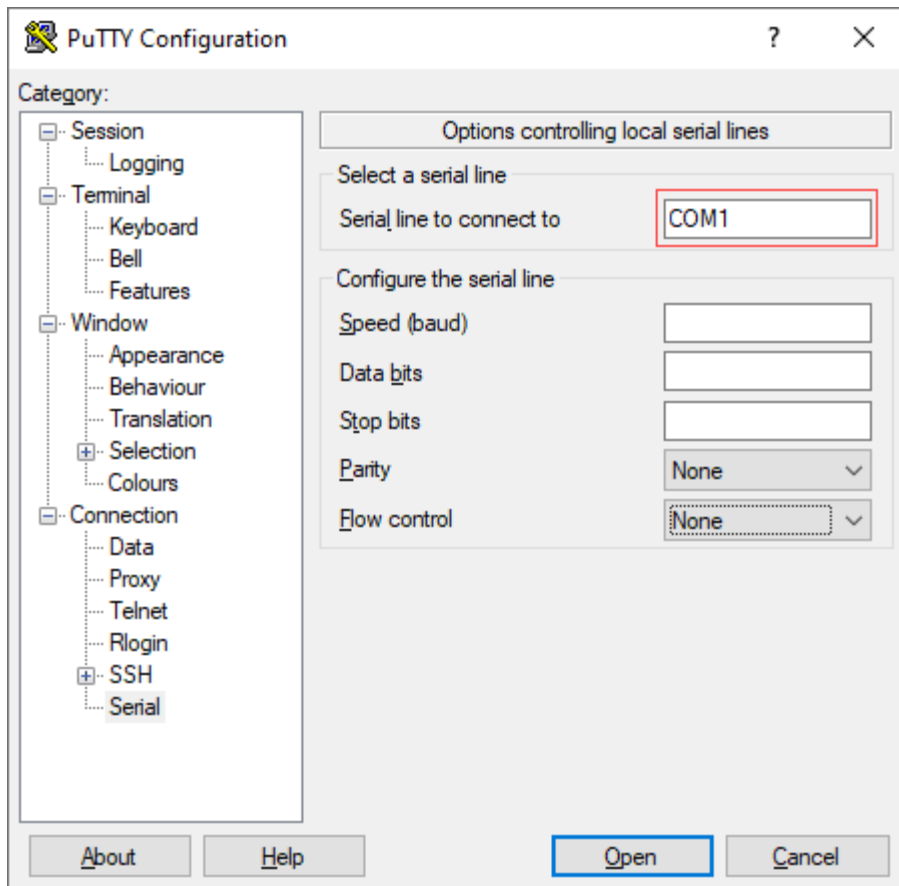 PuTTY Configuration
?
Category:
Session
Logging
Terminal
Keyboard
Bell
Features
Window
Appearance
Behaviour
Translation
Selection
Colours
Connection
Data
Proxy
Telnet
Rlogin
SSH
Serial
Options controlling local serial lines
Select a serial line
Serial line to connect to COM1
Configure the serial line
Speed (baud)
Data bits
Stop bits
Parity None
Flow control None
About Help Open Cancel